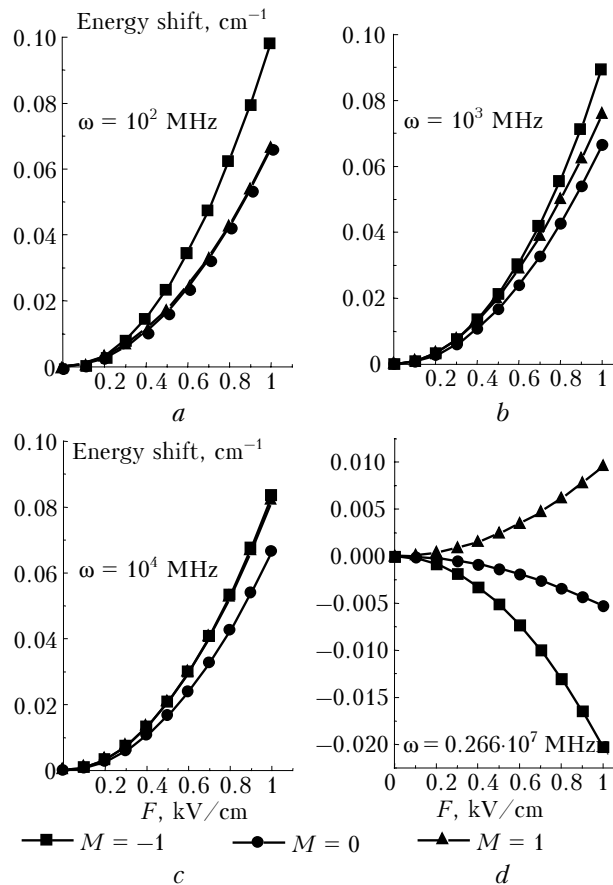 Energy shift, cm⁻¹
0.10
0.08
0.06
0.04
0.02
0
ω = 10² MHz
0.2 0.4 0.6 0.8 1
a
0.10
0.08
0.06
0.04
0.02
0
ω = 10³ MHz
0.2 0.4 0.6 0.8 1
b
Energy shift, cm⁻¹
0.10
0.08
0.06
0.04
0.02
0
ω = 10⁴ MHz
0.2 0.4 0.6 0.8 1
F, kV/cm
0.010
0.005
0.000
−0.005
−0.010
−0.015
−0.020
ω = 0.266·10⁷ MHz
0 0.2 0.4 0.6 0.8 1
F, kV/cm
M = −1 M = 0 M = 1
c d